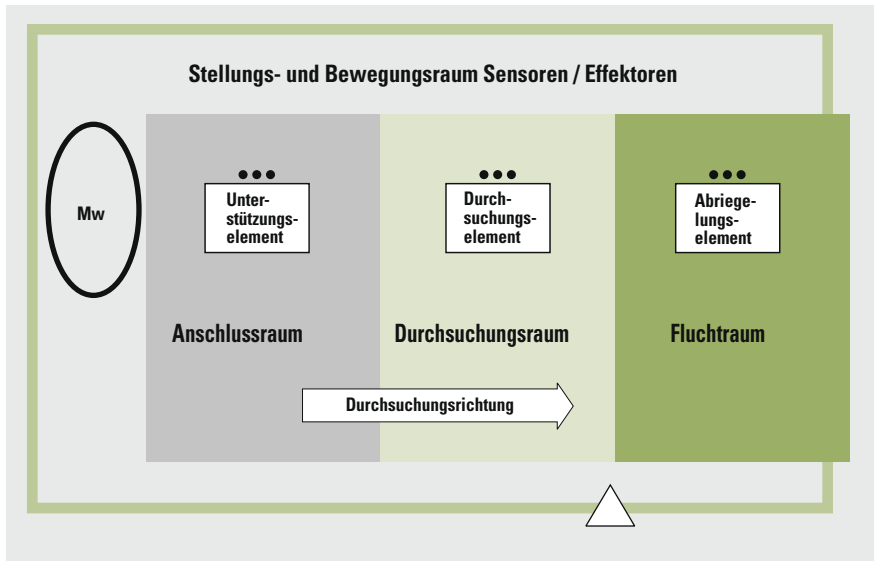 Stellungs- und Bewegungsraum Sensoren / Effektoren
Mw
Unter-
stützungs-
element
Durch-
suchungs-
element
Abriege-
lungs-
element
Anschlussraum
Durchsuchungsraum
Fluchtraum
Durchsuchungsrichtung